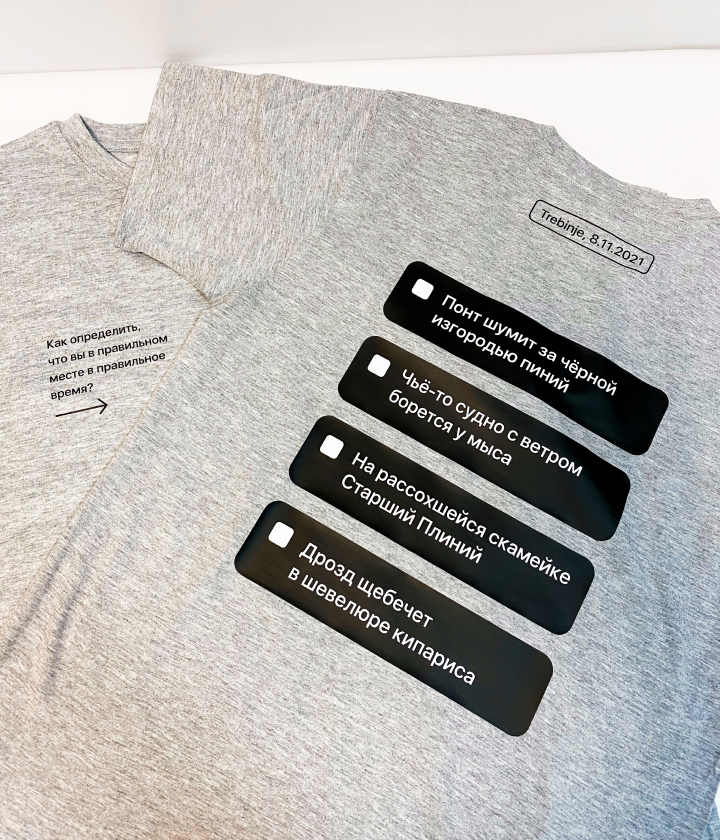 Как определить,
что вы в правильном
месте в правильное
время?
Trebinje, 8.11.2021
Понт шумит за чёрной
изгородью пиний
Чьё-то судно с ветром
борется у мыса
На рассохшейся скамейке
Старший Плиний
Дрозд щебечет
в шевелюре кипариса